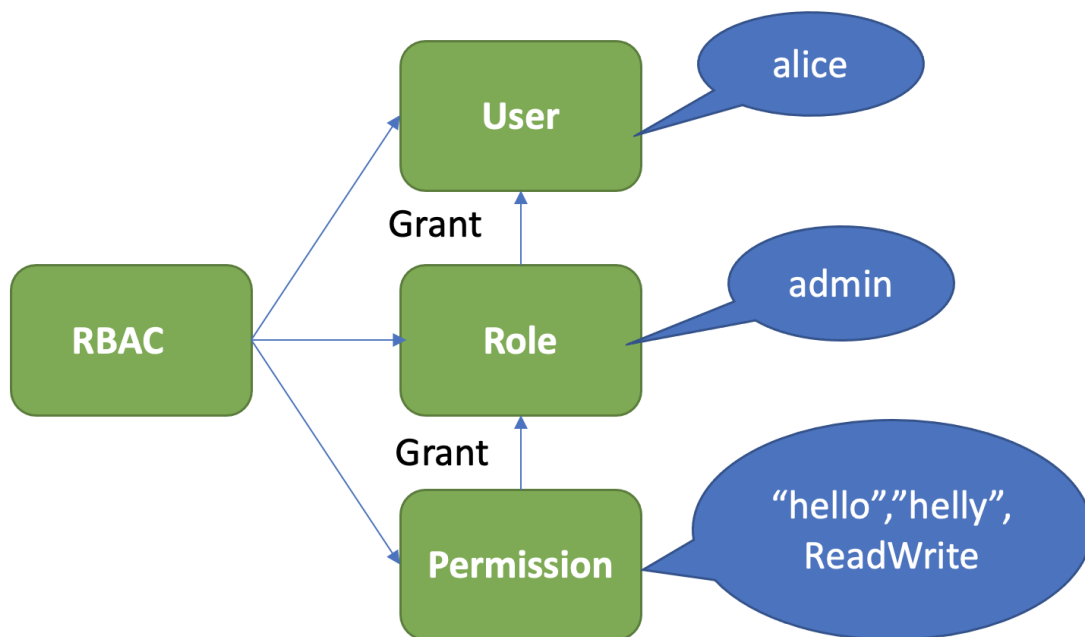 User
alice
Grant
RBAC
Role
admin
Grant
Permission
“hello”,”helly”,
ReadWrite